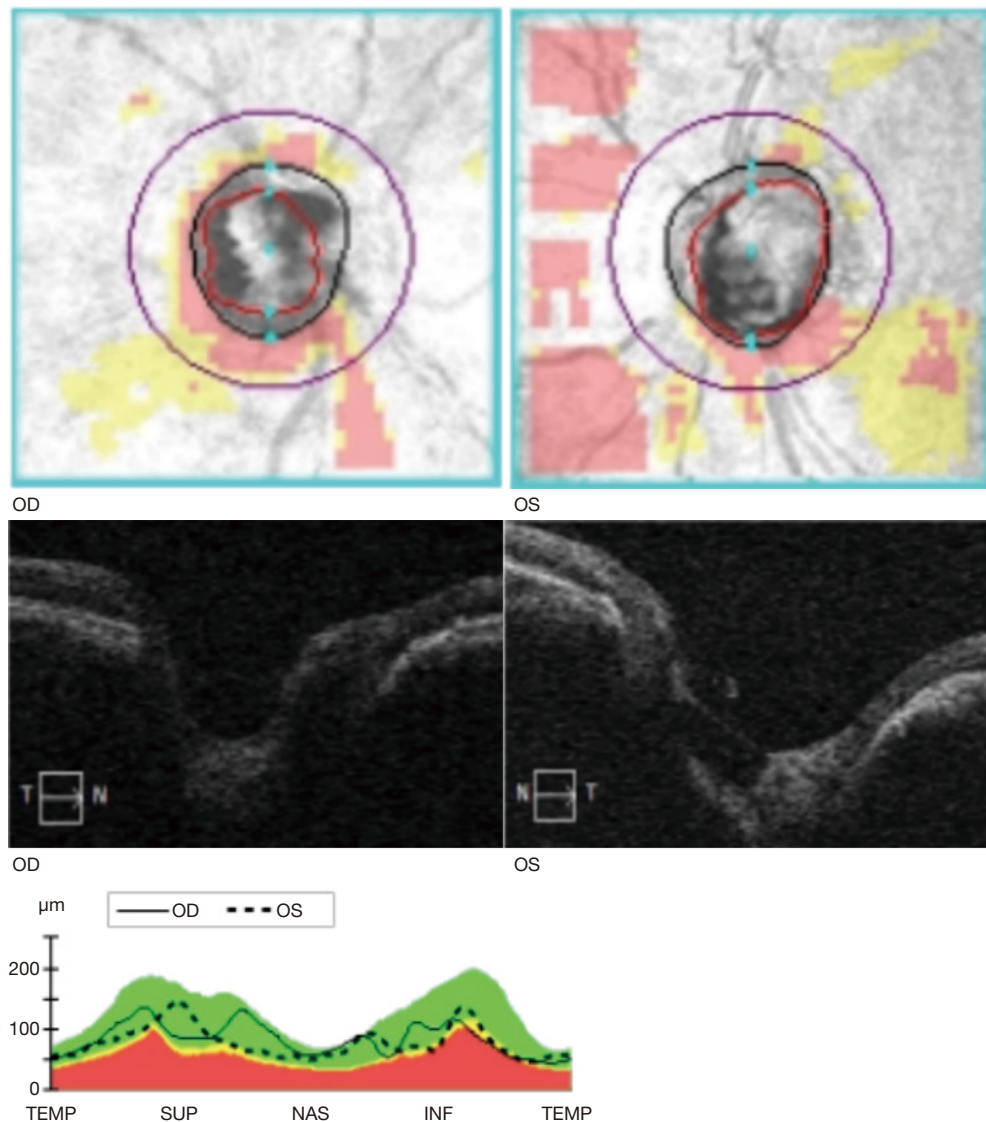 OD
OS
T N
N T
OD
OS
µm
OD OS
200
100
0
TEMP SUP NAS INF TEMP